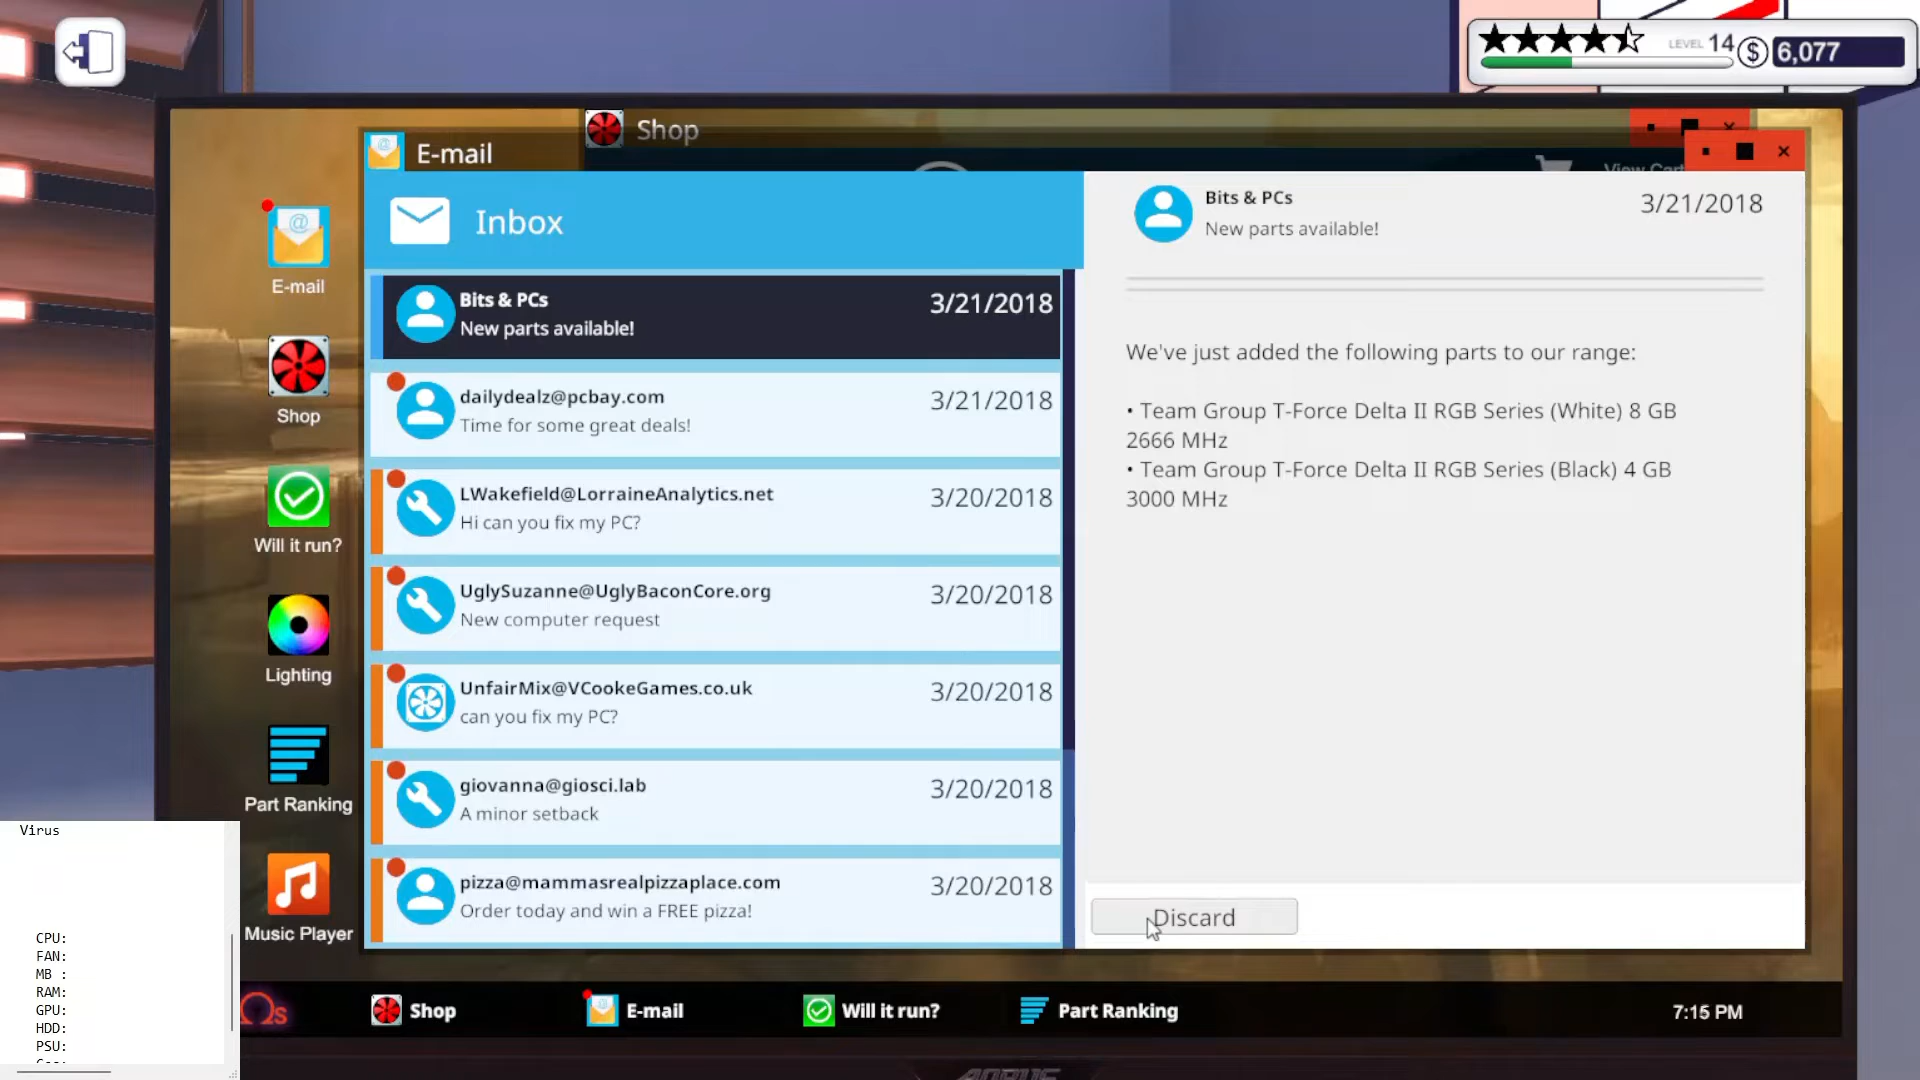 LEVEL 14
$ 6,077
Shop
E-mail
Inbox
Bits & PCs
New parts available!
3/21/2018
dailydealz@pcbay.com
Time for some great deals!
3/21/2018
LWakefield@LorraineAnalytics.net
Hi can you fix my PC?
3/20/2018
UglySuzanne@UglyBaconCore.org
New computer request
3/20/2018
UnfairMix@VCookeGames.co.uk
can you fix my PC?
3/20/2018
giovanna@giosci.lab
A minor setback
3/20/2018
pizza@mammasrealpizzaplace.com
Order today and win a FREE pizza!
3/20/2018
View Cart
Bits & PCs
New parts available!
3/21/2018
We've just added the following parts to our range:
• Team Group T-Force Delta II RGB Series (White) 8 GB
2666 MHz
• Team Group T-Force Delta II RGB Series (Black) 4 GB
3000 MHz
Discard
E-mail
Shop
Will it run?
Lighting
Part Ranking
Music Player
Virus
CPU:
FAN:
MB :
RAM:
GPU:
HDD:
PSU:
Shop
E-mail
Will it run?
Part Ranking
7:15 PM